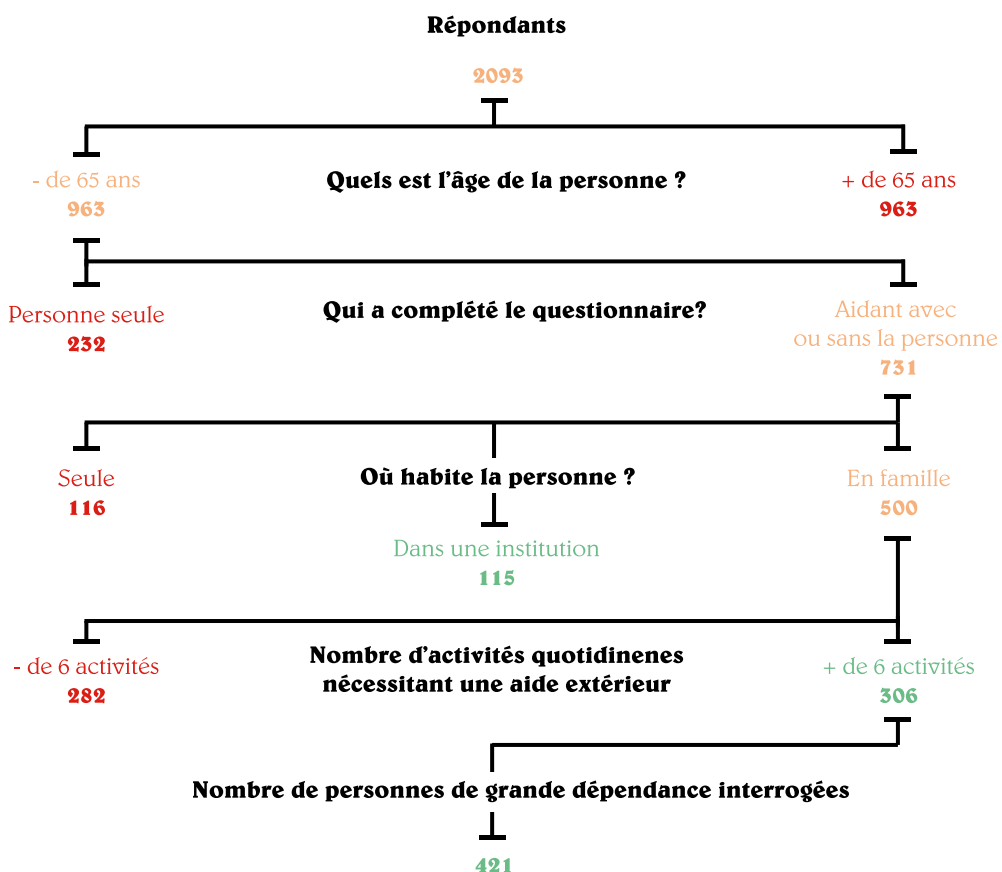 Répondants
2093
- de 65 ans
963
Quels est l'âge de la personne ?
+ de 65 ans
963
Personne seule
232
Qui a complété le questionnaire?
Aidant avec
ou sans la personne
731
Seule
116
Où habite la personne ?
En famille
500
Dans une institution
115
- de 6 activités
282
Nombre d'activités quotidinenes
nécessitant une aide extérieur
+ de 6 activités
306
Nombre de personnes de grande dépendance interrogées
421